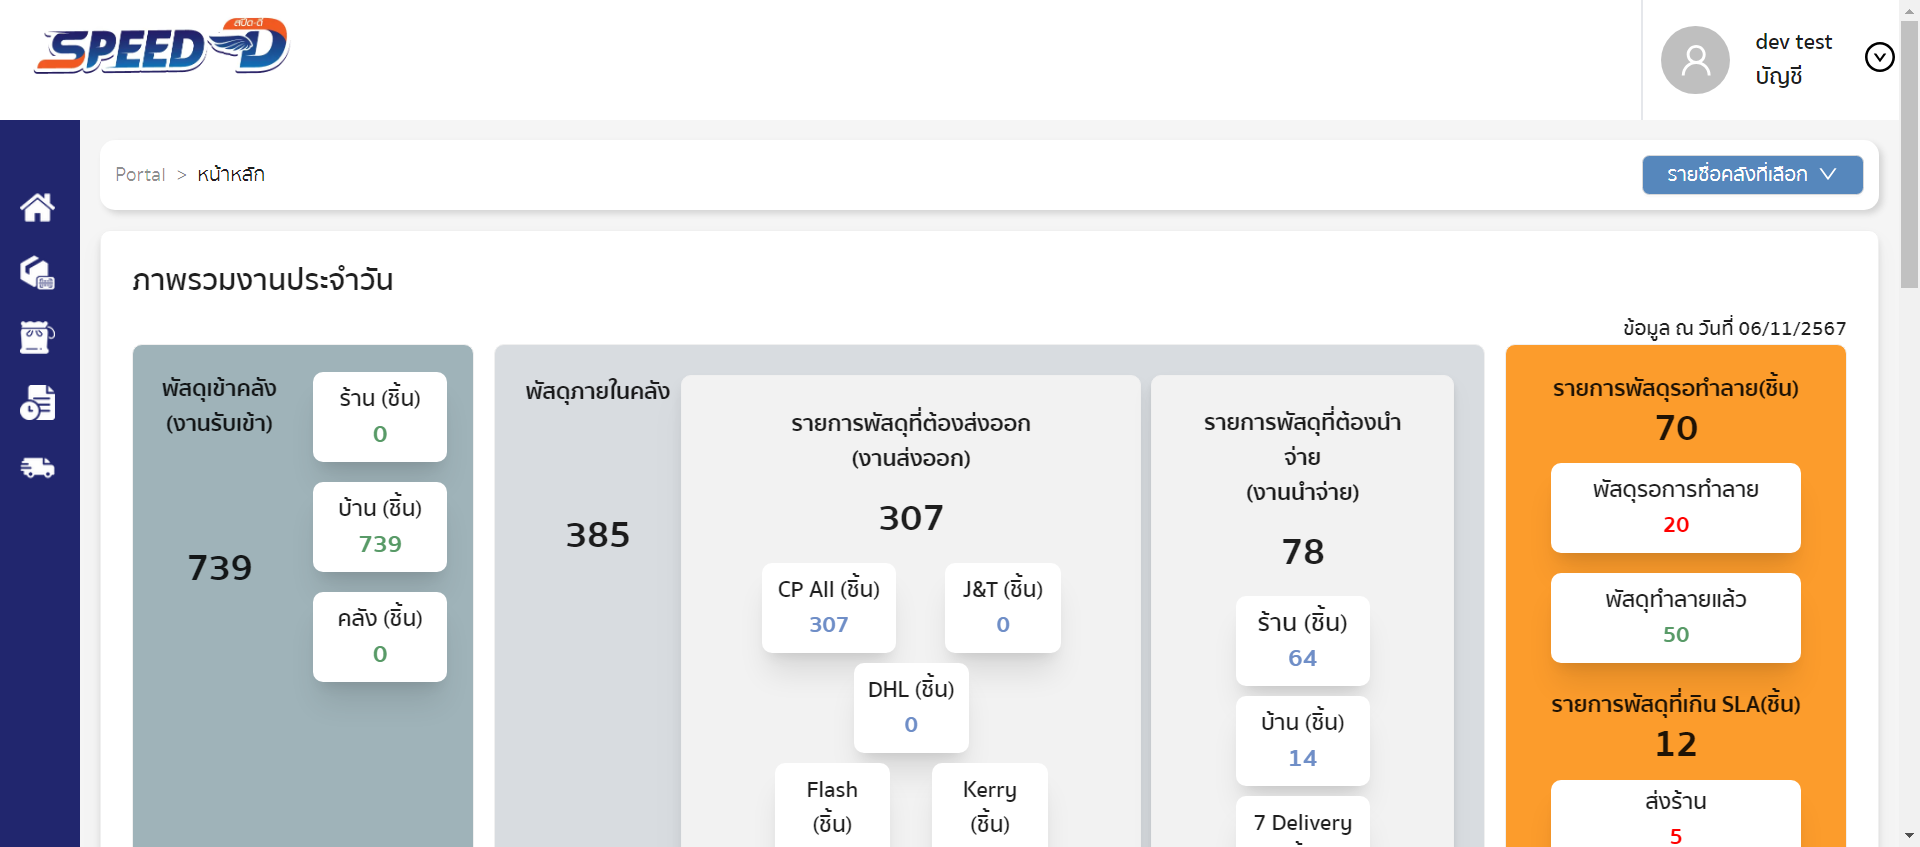 สปีด-ดี
SPEED-D
dev test
บัญชี
Portal > หน้าหลัก
รายชื่อคลังที่เลือก
ภาพรวมงานประจำวัน
ข้อมูล ณ วันที่ 06/11/2567
พัสดุเข้าคลัง
(งานรับเข้า)
739
ร้าน (ชิ้น)
0
บ้าน (ชิ้น)
739
คลัง (ชิ้น)
0
พัสดุภายในคลัง
385
รายการพัสดุที่ต้องส่งออก
(งานส่งออก)
307
CP All (ชิ้น)
307
J&T (ชิ้น)
0
DHL (ชิ้น)
0
Flash
(ชิ้น)
Kerry
(ชิ้น)
รายการพัสดุที่ต้องนำ
จ่าย
(งานนำจ่าย)
78
ร้าน (ชิ้น)
64
บ้าน (ชิ้น)
14
7 Delivery
รายการพัสดุรอทำลาย(ชิ้น)
70
พัสดุรอการทำลาย
20
พัสดุทำลายแล้ว
50
รายการพัสดุที่เกิน SLA(ชิ้น)
12
ส่งร้าน
5